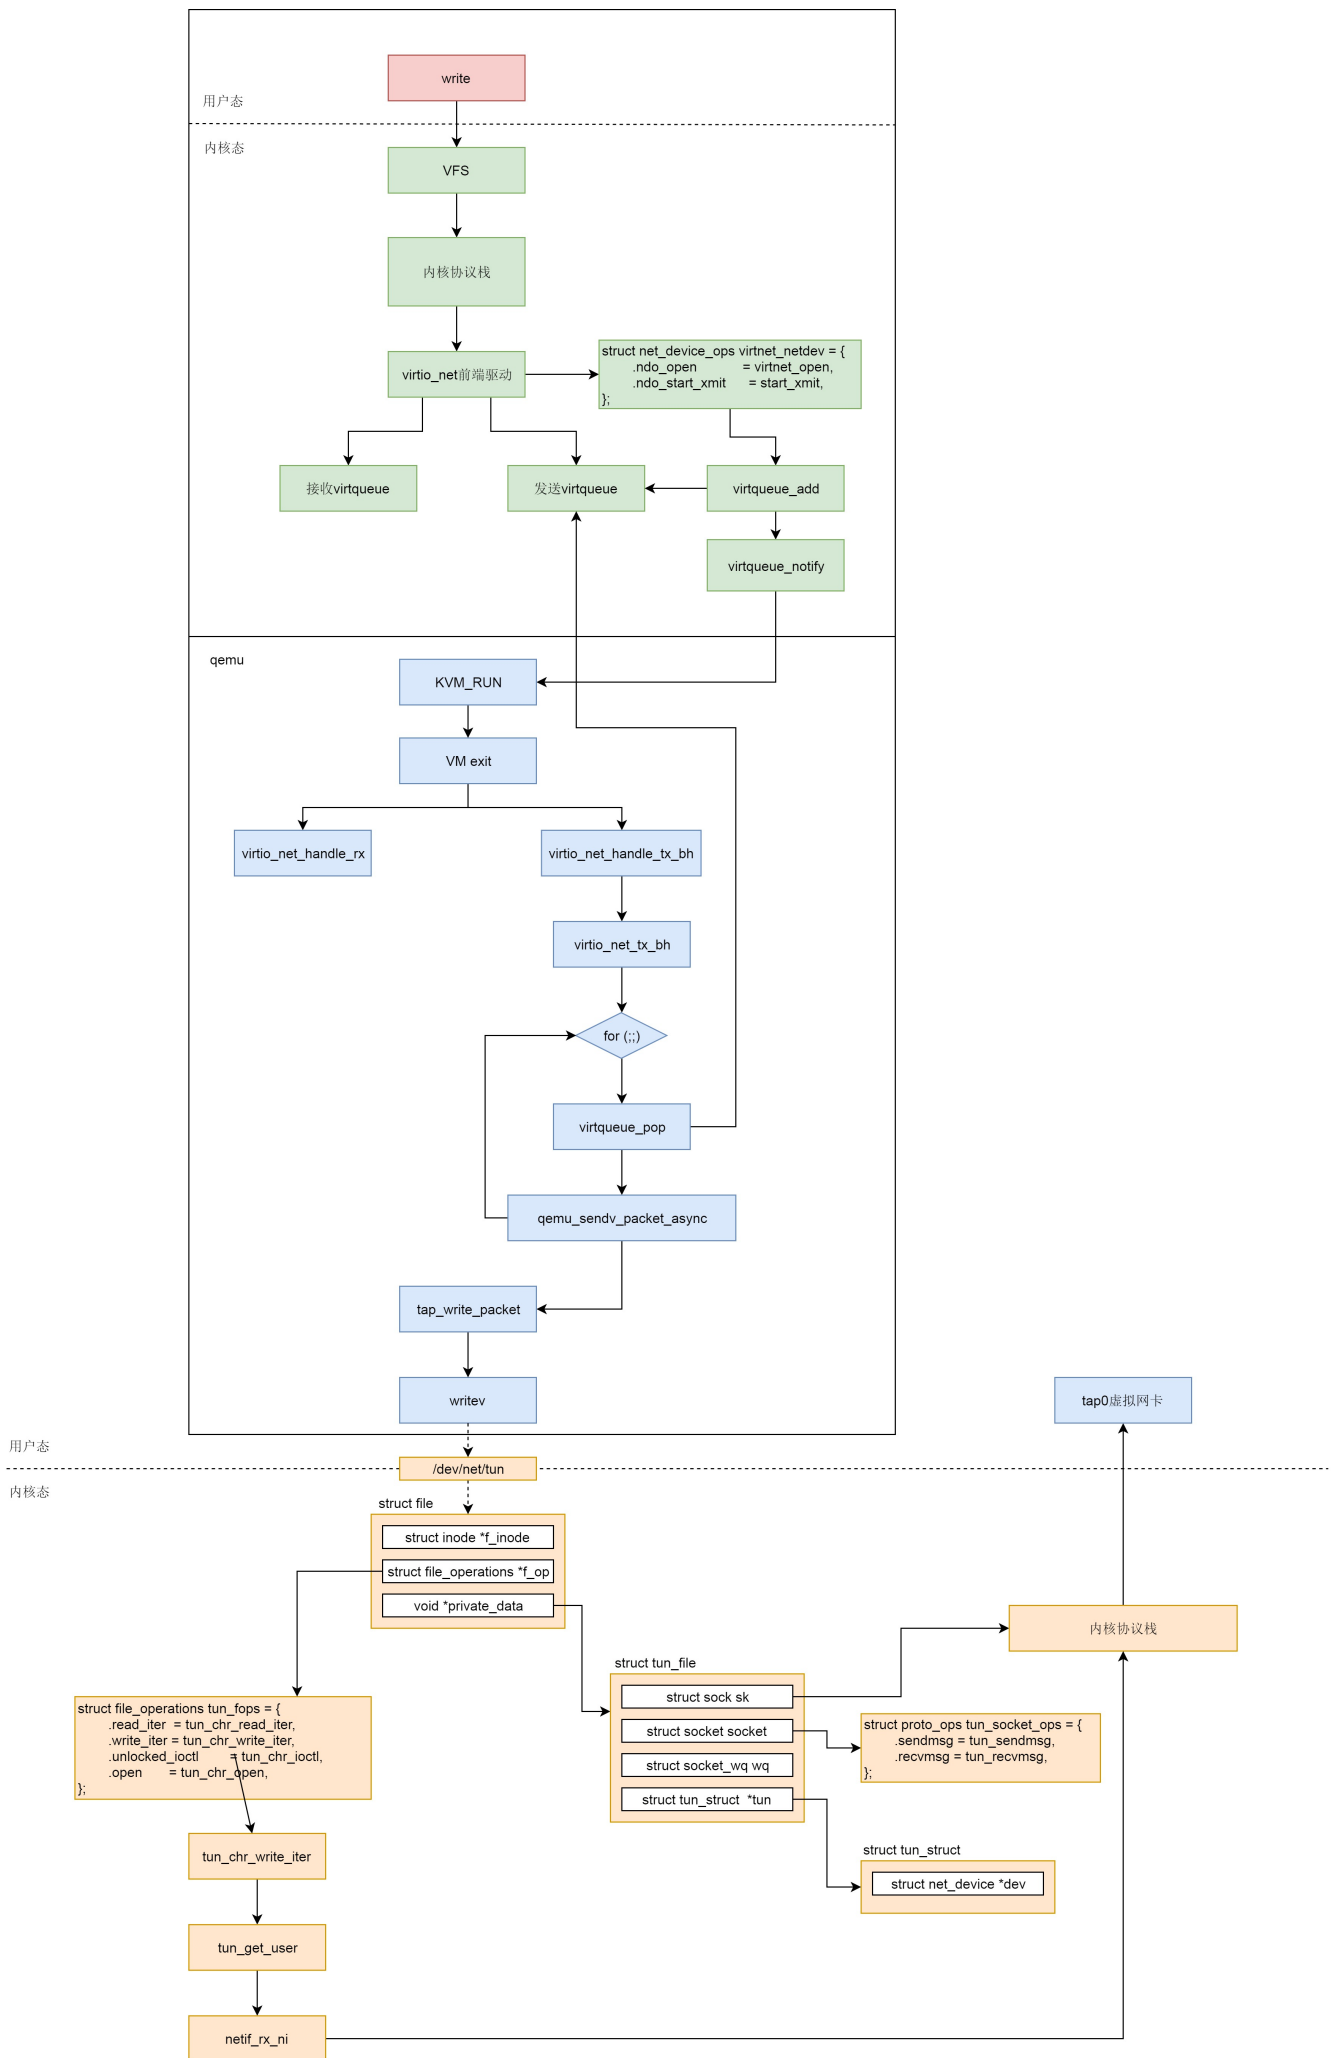 write
用户态
内核态
VFS
内核协议栈
virtio_net前端驱动
struct net_device_ops virtnet_netdev = {
.ndo_open = virtnet_open,
.ndo_start_xmit = start_xmit,
};
接收virtqueue
发送virtqueue
virtqueue_add
virtqueue_notify
qemu
KVM_RUN
VM exit
virtio_net_handle_rx
virtio_net_handle_tx_bh
virtio_net_tx_bh
for (;;)
virtqueue_pop
qemu_sendv_packet_async
tap_write_packet
writev
tap0虚拟网卡
用户态
/dev/net/tun
内核态
struct file
struct inode *f_inode
struct file_operations *f_op
void *private_data
内核协议栈
struct tun_file
struct sock sk
struct socket socket
struct socket_wq wq
struct tun_struct *tun
struct file_operations tun_fops = {
.read_iter = tun_chr_read_iter,
.write_iter = tun_chr_write_iter,
.unlocked_ioctl = tun_chr_ioctl,
.open = tun_chr_open,
};
struct proto_ops tun_socket_ops = {
.sendmsg = tun_sendmsg,
.recvmsg = tun_recvmsg,
};
tun_chr_write_iter
struct tun_struct
struct net_device *dev
tun_get_user
netif_rx_ni